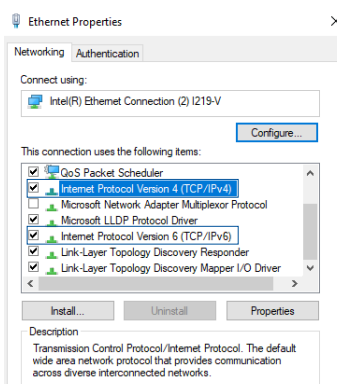 Ethernet Properties
Networking Authentication
Connect using:
Intel(R) Ethernet Connection (2) I219-V
Configure...
This connection uses the following items:
QoS Packet Scheduler
Internet Protocol Version 4 (TCP/IPv4)
Microsoft Network Adapter Multiplexor Protocol
Microsoft LLDP Protocol Driver
Internet Protocol Version 6 (TCP/IPv6)
Link-Layer Topology Discovery Responder
Link-Layer Topology Discovery Mapper I/O Driver
Install... Uninstall Properties
Description
Transmission Control Protocol/Internet Protocol. The default
wide area network protocol that provides communication
across diverse interconnected networks.